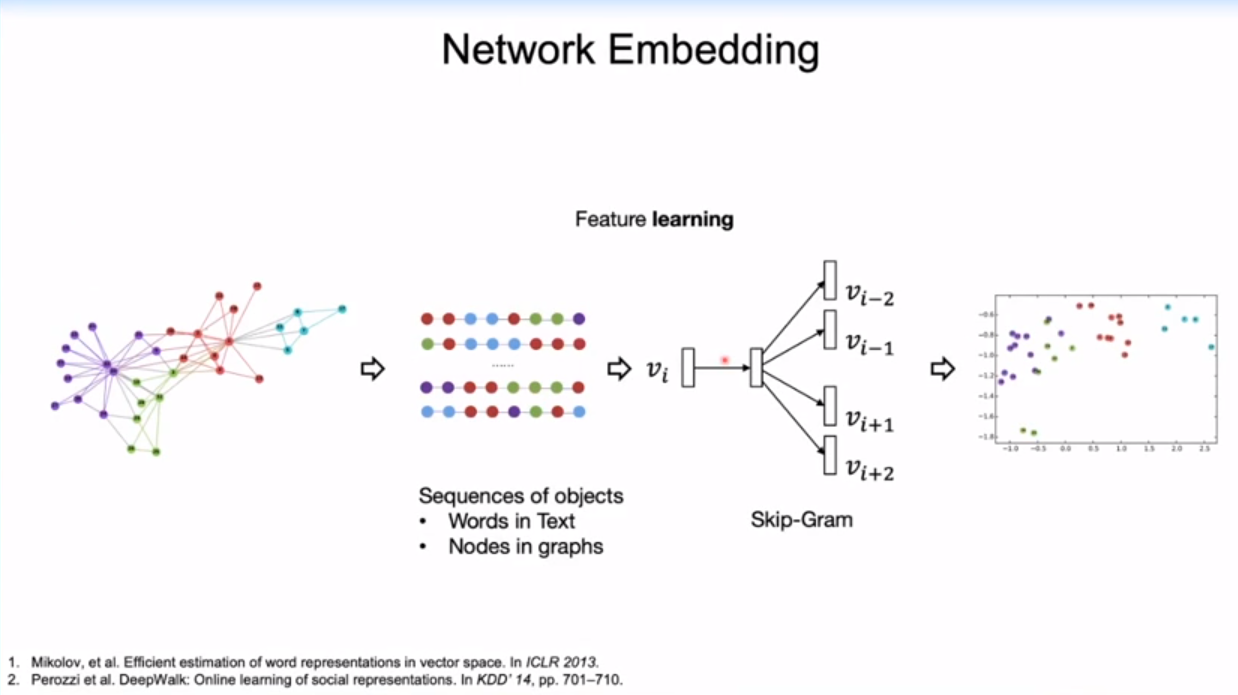 Network Embedding
Feature learning
......
v_i
v_{i-2}
v_{i-1}
v_{i+1}
v_{i+2}
Sequences of objects
• Words in Text
• Nodes in graphs
Skip-Gram
−0.6
−0.8
−1.0
−1.2
−1.4
−1.6
−1.8
−1.0 −0.5 0.0 0.5 1.0 1.5 2.0 2.5
1. Mikolov, et al. Efficient estimation of word representations in vector space. In ICLR 2013.
2. Perozzi et al. DeepWalk: Online learning of social representations. In KDD' 14, pp. 701–710.